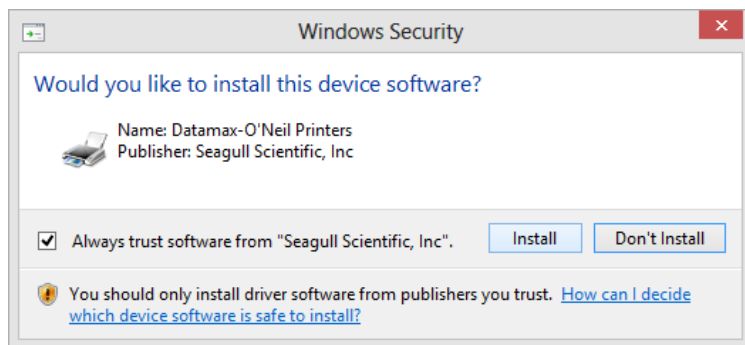 Windows Security
Would you like to install this device software?
Name: Datamax-O'Neil Printers
Publisher: Seagull Scientific, Inc
Always trust software from "Seagull Scientific, Inc".
Install
Don't Install
You should only install driver software from publishers you trust. How can I decide
which device software is safe to install?